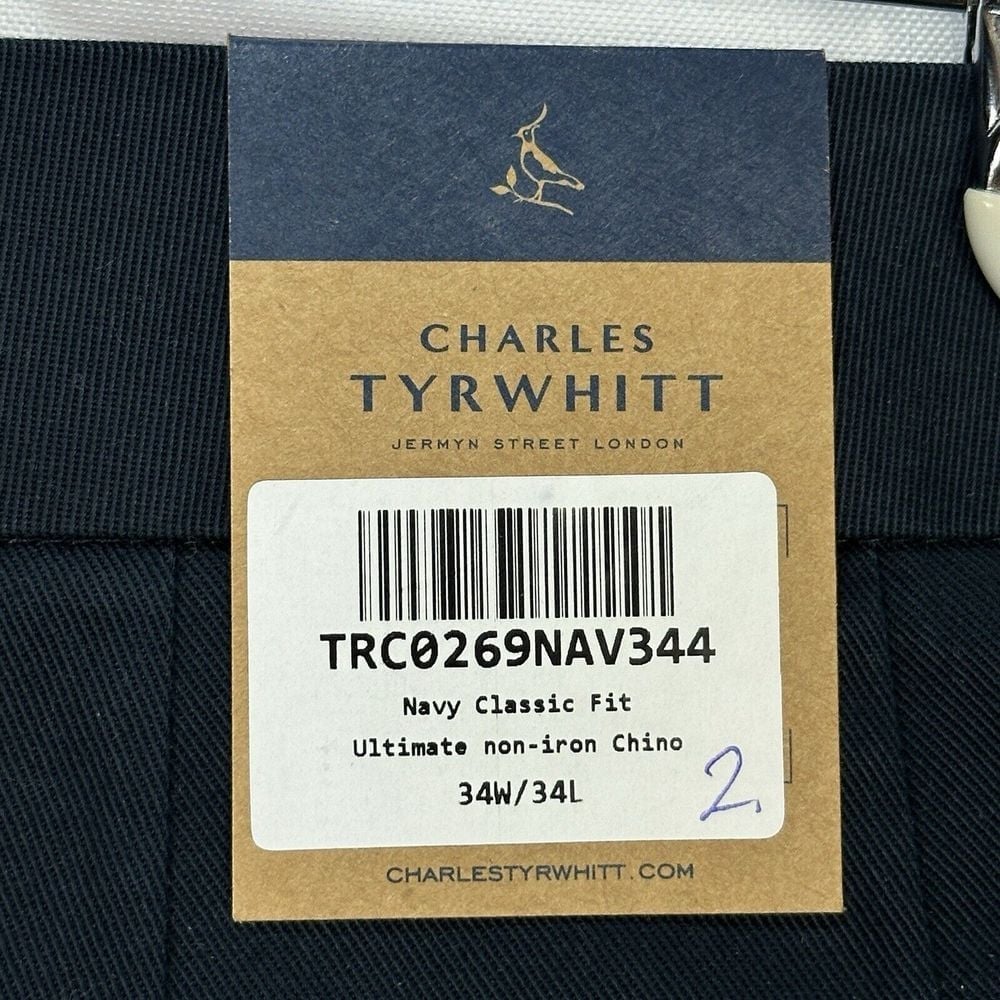 CHARLES
TYRWHITT
JERMYN STREET LONDON
TRC0269NAV344
Navy Classic Fit
Ultimate non-iron Chino
34W/34L
2.
CHARLESTYRWHITT.COM